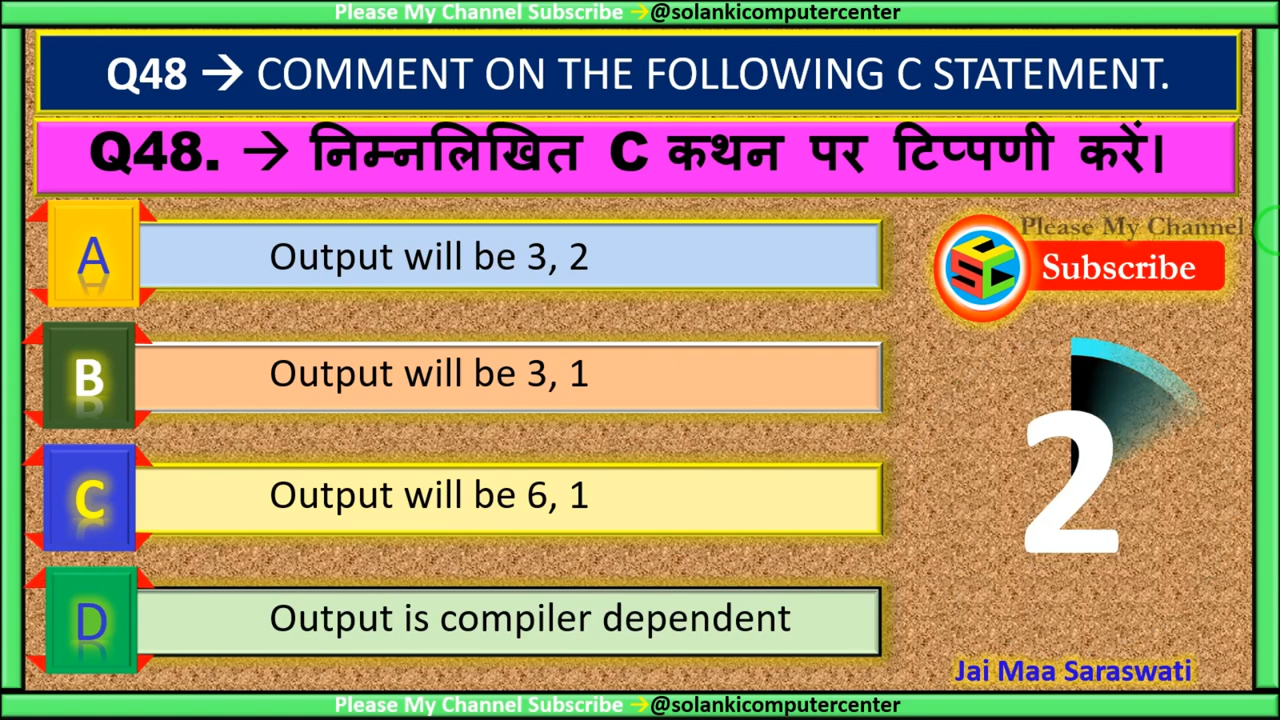 Please My Channel Subscribe →@solankicomputercenter
Q48 → COMMENT ON THE FOLLOWING C STATEMENT.
Q48. → निम्नलिखित C कथन पर टिप्पणी करें।
A Output will be 3, 2
Please My Channel
SCC Subscribe
B Output will be 3, 1
2
C Output will be 6, 1
D Output is compiler dependent
Jai Maa Saraswati
Please My Channel Subscribe →@solankicomputercenter